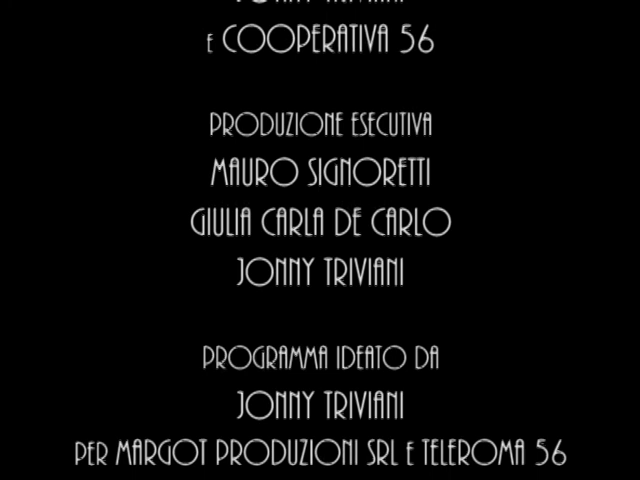 E COOPERATIVA 56
PRODUZIONE ESECUTIVA
MAURO SIGNORETTI
GIULIA CARLA DE CARLO
JONNY TRIVIANI
PROGRAMMA IDEATO DA
JONNY TRIVIANI
PER MARGOT PRODUZIONI SRL E TELEROMA 56